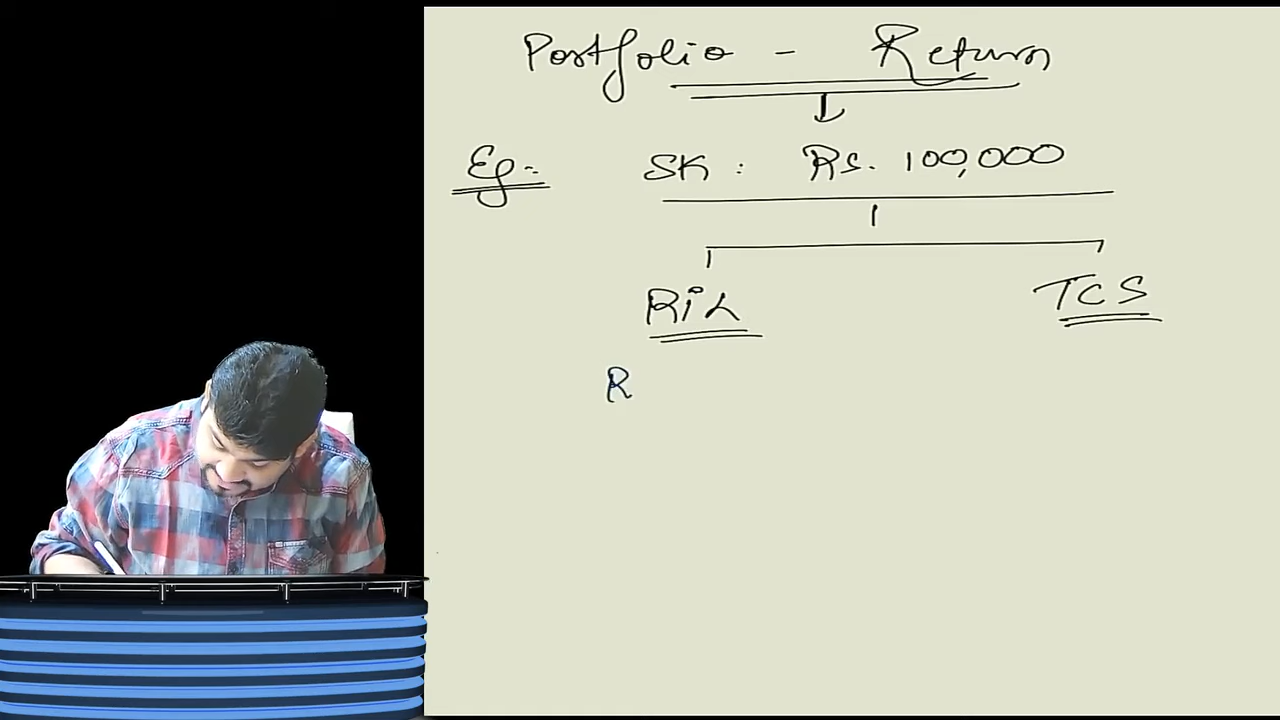 Portfolio - Return
Eg:- SK : Rs. 100,000
RiL TCS
R